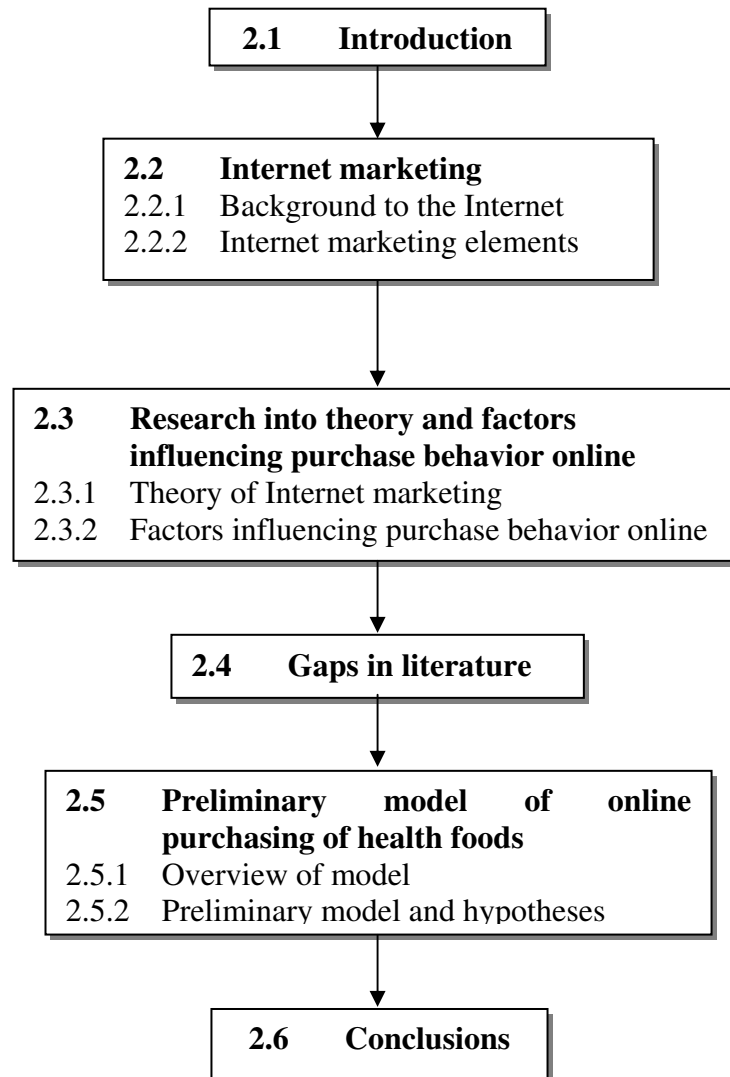 2.1 Introduction
2.2 Internet marketing
2.2.1 Background to the Internet
2.2.2 Internet marketing elements
2.3 Research into theory and factors
influencing purchase behavior online
2.3.1 Theory of Internet marketing
2.3.2 Factors influencing purchase behavior online
2.4 Gaps in literature
2.5 Preliminary model of online
purchasing of health foods
2.5.1 Overview of model
2.5.2 Preliminary model and hypotheses
2.6 Conclusions